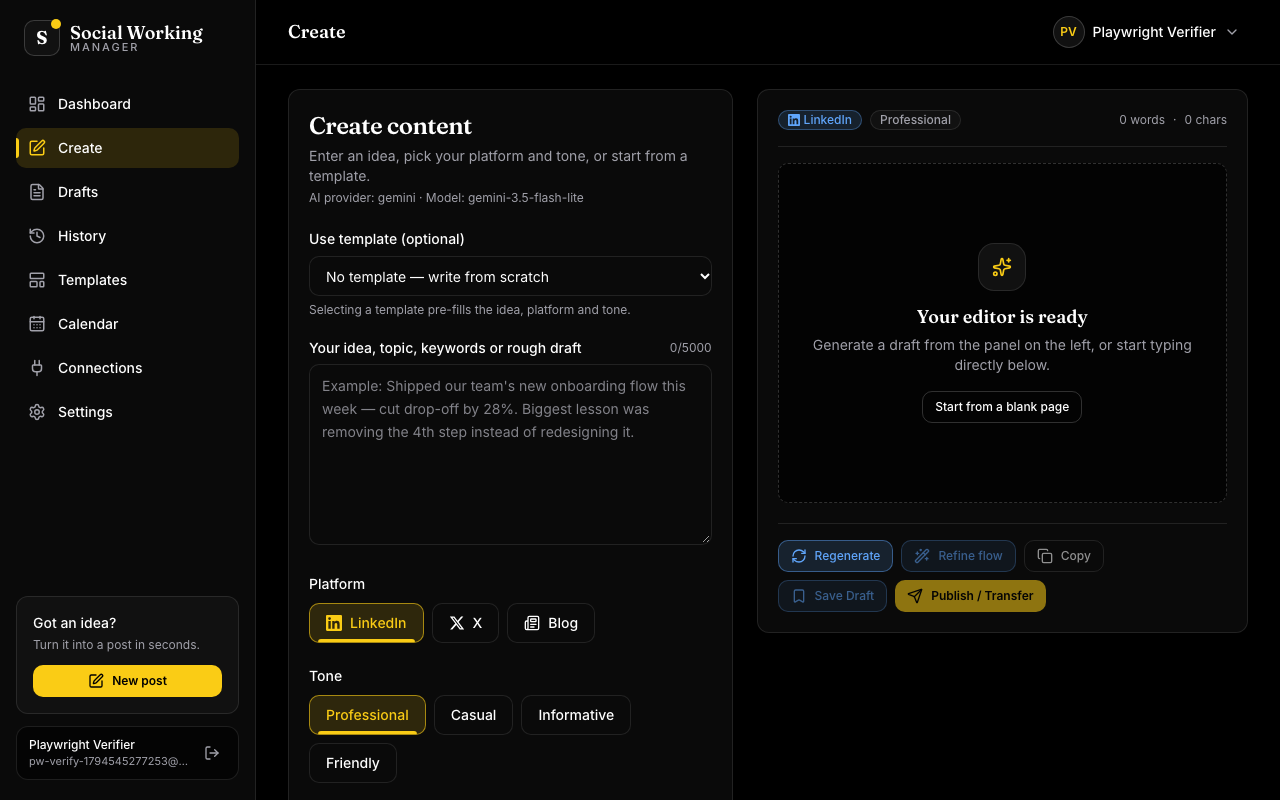 S
Social Working
MANAGER
Dashboard
Create
Drafts
History
Templates
Calendar
Connections
Settings
Got an idea?
Turn it into a post in seconds.
New post
Playwright Verifier
pw-verify-1794545277253@...
Create
PV
Playwright Verifier
Create content
Enter an idea, pick your platform and tone, or start from a
template.
AI provider: gemini · Model: gemini-3.5-flash-lite
Use template (optional)
No template — write from scratch
Selecting a template pre-fills the idea, platform and tone.
Your idea, topic, keywords or rough draft
0/5000
Example: Shipped our team's new onboarding flow this
week — cut drop-off by 28%. Biggest lesson was
removing the 4th step instead of redesigning it.
Platform
LinkedIn
X
Blog
Tone
Professional
Casual
Informative
Friendly
LinkedIn
Professional
0 words · 0 chars
Your editor is ready
Generate a draft from the panel on the left, or start typing
directly below.
Start from a blank page
Regenerate
Refine flow
Copy
Save Draft
Publish / Transfer